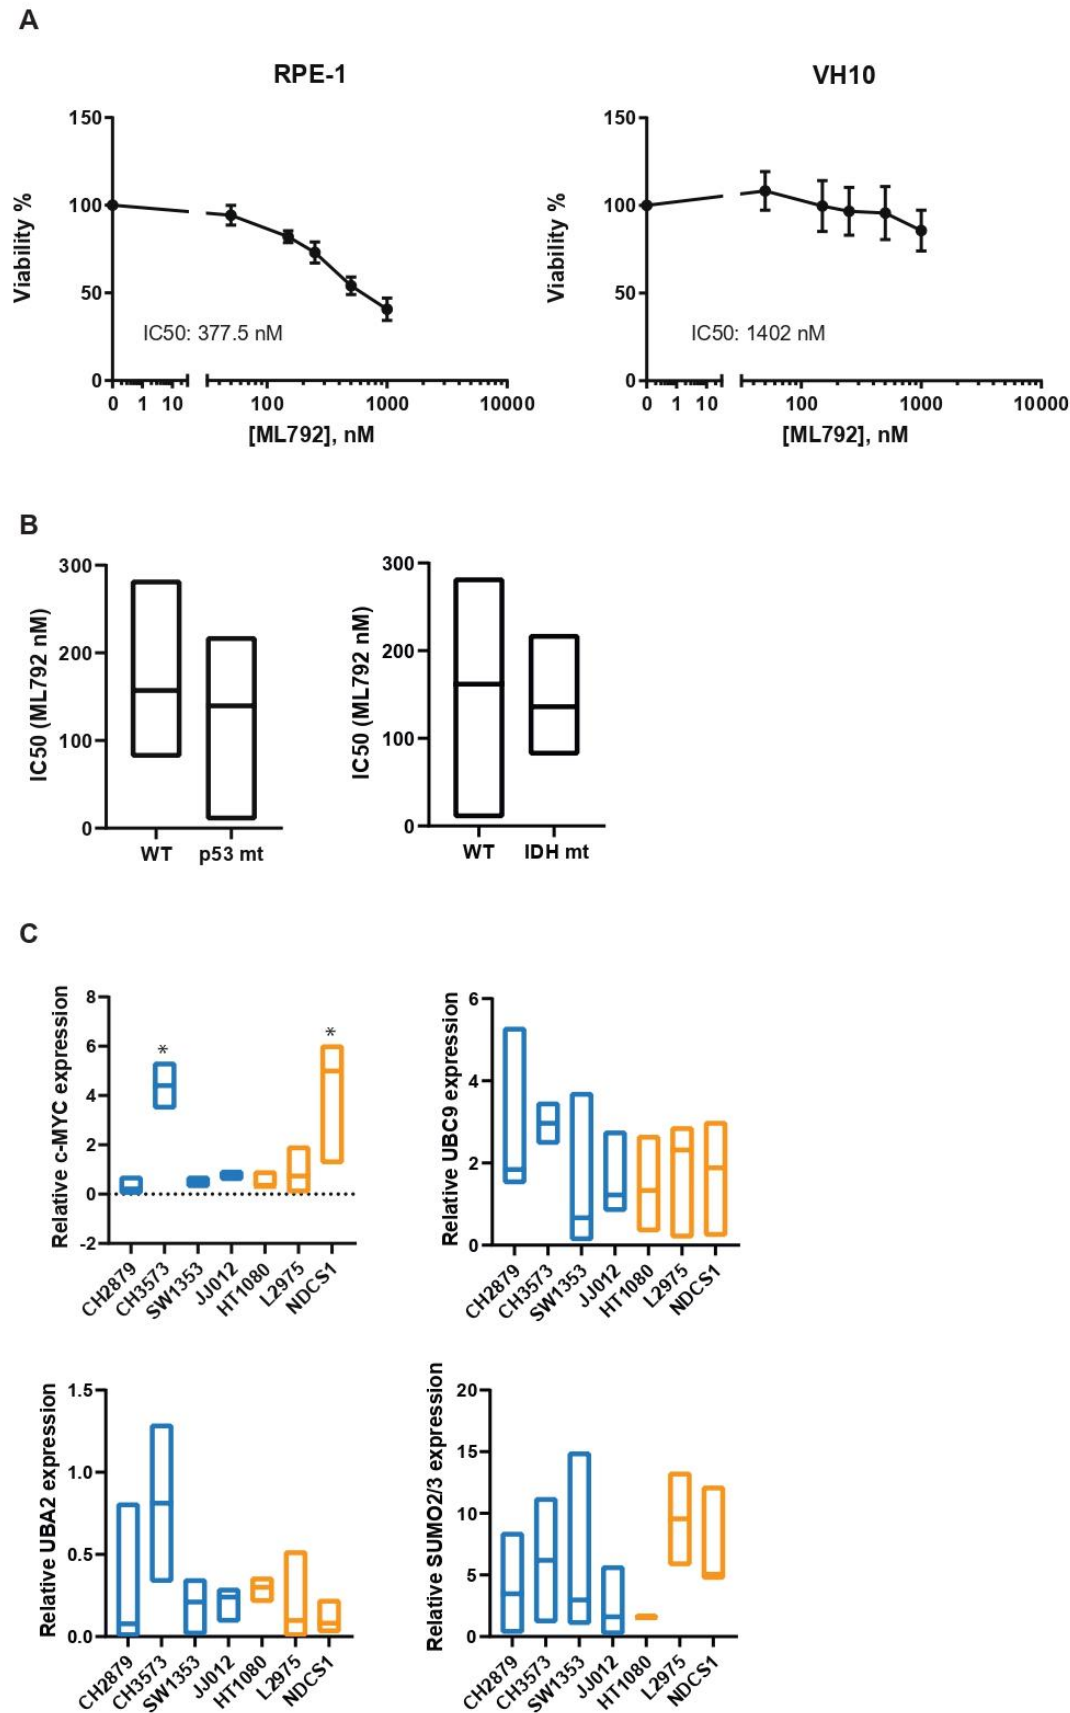 A
RPE-1
VH10
Viability %
150
100
50
0
IC50: 377.5 nM
0 1 10 100 1000 10000
[ML792], nM
Viability %
150
100
50
0
IC50: 1402 nM
0 1 10 100 1000 10000
[ML792], nM
B
IC50 (ML792 nM)
300
200
100
0
WT p53 mt
IC50 (ML792 nM)
300
200
100
0
WT IDH mt
C
Relative c-MYC expression
8
6
4
2
0
-2
*
*
CH2879
CH3573
SW1353
JJ012
HT1080
L2975
NDCS1
Relative UBC9 expression
6
4
2
0
CH2879
CH3573
SW1353
JJ012
HT1080
L2975
NDCS1
Relative UBA2 expression
1.5
1.0
0.5
0.0
CH2879
CH3573
SW1353
JJ012
HT1080
L2975
NDCS1
Relative SUMO2/3 expression
20
15
10
5
0
CH2879
CH3573
SW1353
JJ012
HT1080
L2975
NDCS1